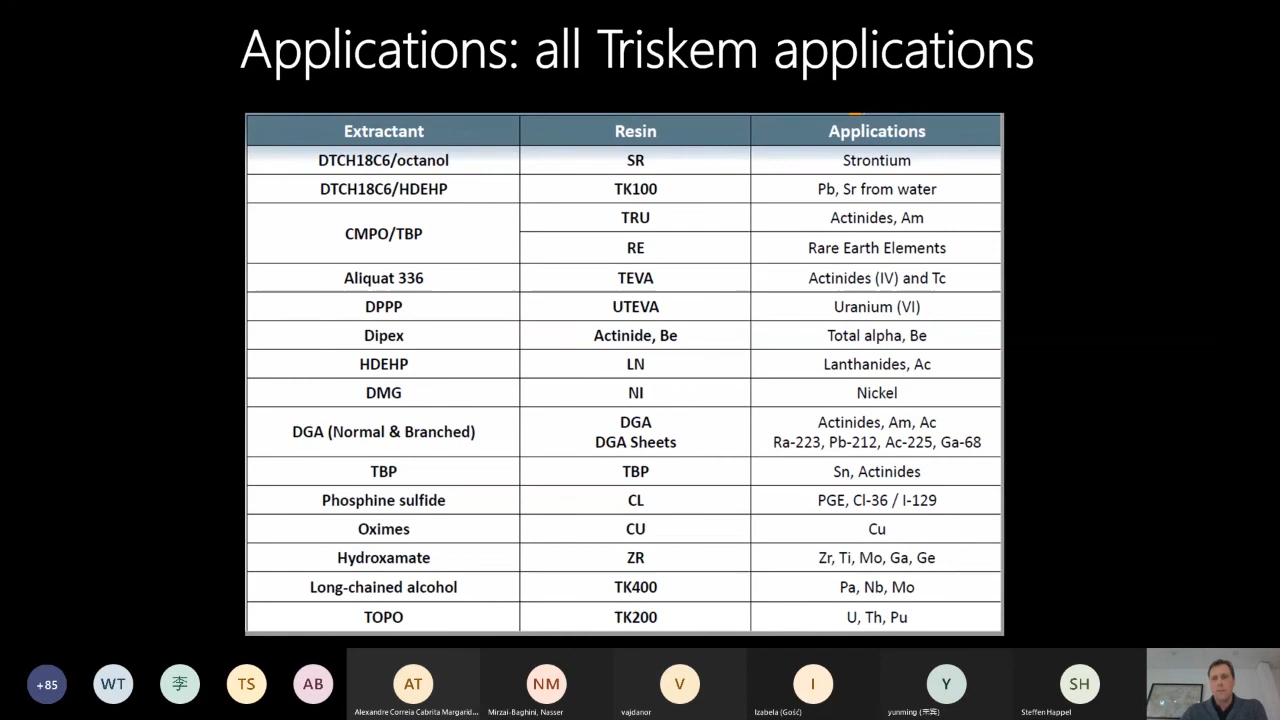 Applications: all Triskem applications
Extractant Resin Applications
DTCH18C6/octanol SR Strontium
DTCH18C6/HDEHP TK100 Pb, Sr from water
CMPO/TBP TRU Actinides, Am
RE Rare Earth Elements
Aliquat 336 TEVA Actinides (IV) and Tc
DPPP UTEVA Uranium (VI)
Dipex Actinide, Be Total alpha, Be
HDEHP LN Lanthanides, Ac
DMG NI Nickel
DGA (Normal & Branched) DGA Actinides, Am, Ac
DGA Sheets Ra-223, Pb-212, Ac-225, Ga-68
TBP TBP Sn, Actinides
Phosphine sulfide CL PGE, Cl-36 / I-129
Oximes CU Cu
Hydroxamate ZR Zr, Ti, Mo, Ga, Ge
Long-chained alcohol TK400 Pa, Nb, Mo
TOPO TK200 U, Th, Pu
+85 WT 李 TS AB AT NM V I Y SH
Alexandre Correia Cabrita Margarid... Mirzai-Baghini, Nasser vajdanor Izabela (Gość) yunming (来宾) Steffen Happel